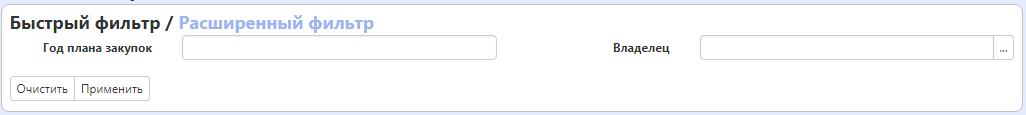 Быстрый фильтр / Расширенный фильтр
Год плана закупок Владелец ...
Очистить Применить